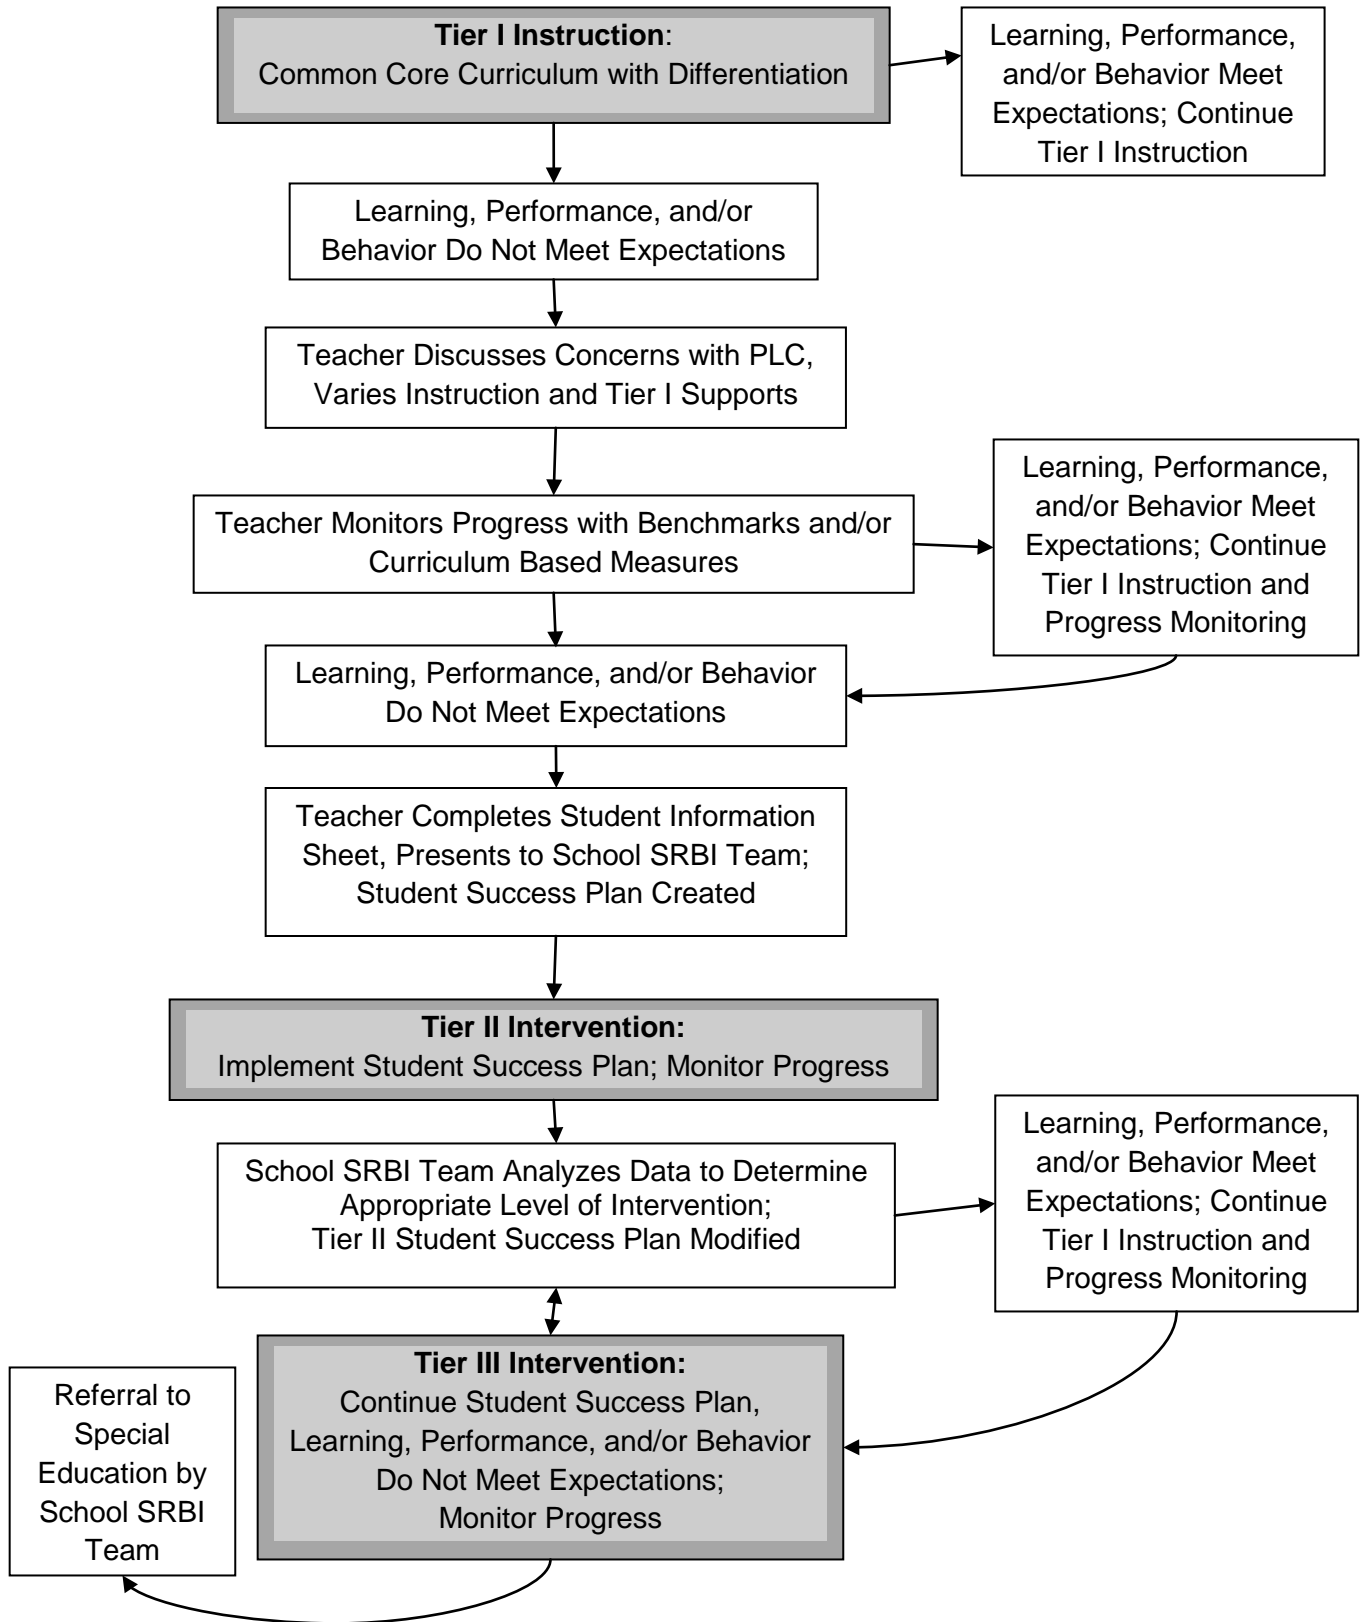 Tier I Instruction:
Common Core Curriculum with Differentiation
Learning, Performance,
and/or Behavior Meet
Expectations; Continue
Tier I Instruction
Learning, Performance, and/or
Behavior Do Not Meet Expectations
Teacher Discusses Concerns with PLC,
Varies Instruction and Tier I Supports
Teacher Monitors Progress with Benchmarks and/or
Curriculum Based Measures
Learning, Performance,
and/or Behavior Meet
Expectations; Continue
Tier I Instruction and
Progress Monitoring
Learning, Performance, and/or Behavior
Do Not Meet Expectations
Teacher Completes Student Information
Sheet, Presents to School SRBI Team;
Student Success Plan Created
Tier II Intervention:
Implement Student Success Plan; Monitor Progress
School SRBI Team Analyzes Data to Determine
Appropriate Level of Intervention;
Tier II Student Success Plan Modified
Learning, Performance,
and/or Behavior Meet
Expectations; Continue
Tier I Instruction and
Progress Monitoring
Tier III Intervention:
Continue Student Success Plan,
Learning, Performance, and/or Behavior
Do Not Meet Expectations;
Monitor Progress
Referral to
Special
Education by
School SRBI
Team